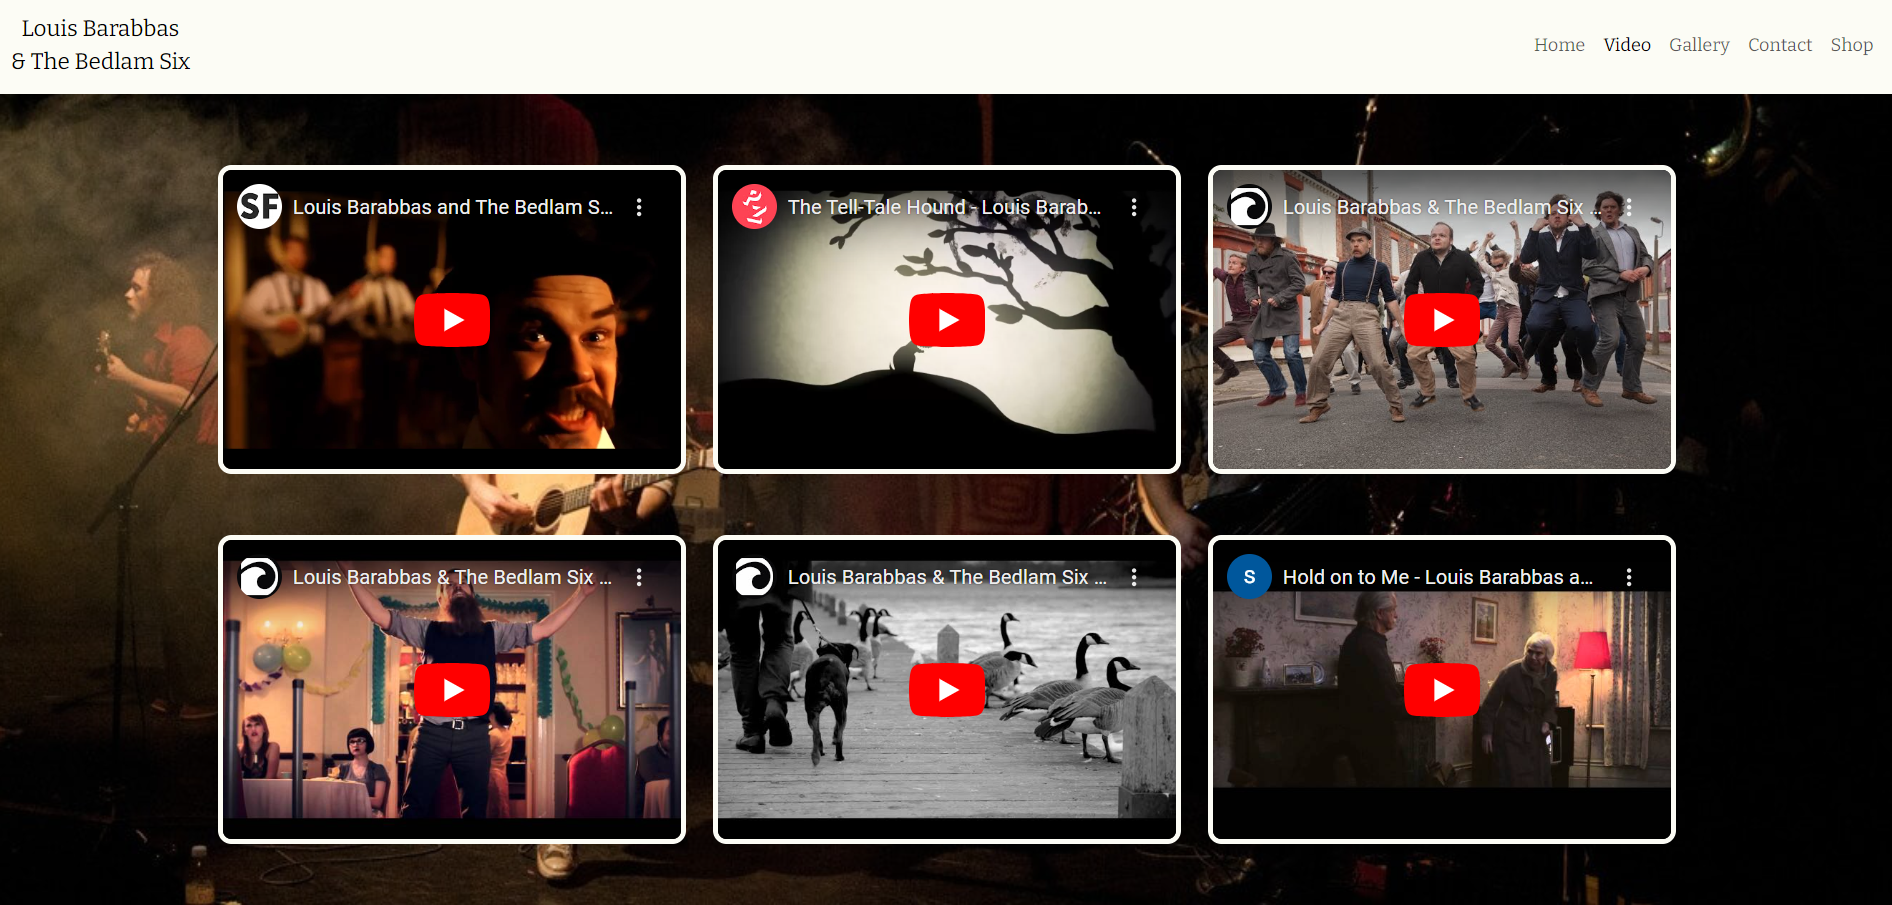 Louis Barabbas
& The Bedlam Six
Home Video Gallery Contact Shop
SF Louis Barabbas and The Bedlam S...
The Tell-Tale Hound - Louis Barab...
Louis Barabbas & The Bedlam Six ...
Louis Barabbas & The Bedlam Six ...
Louis Barabbas & The Bedlam Six ...
S Hold on to Me - Louis Barabbas a...